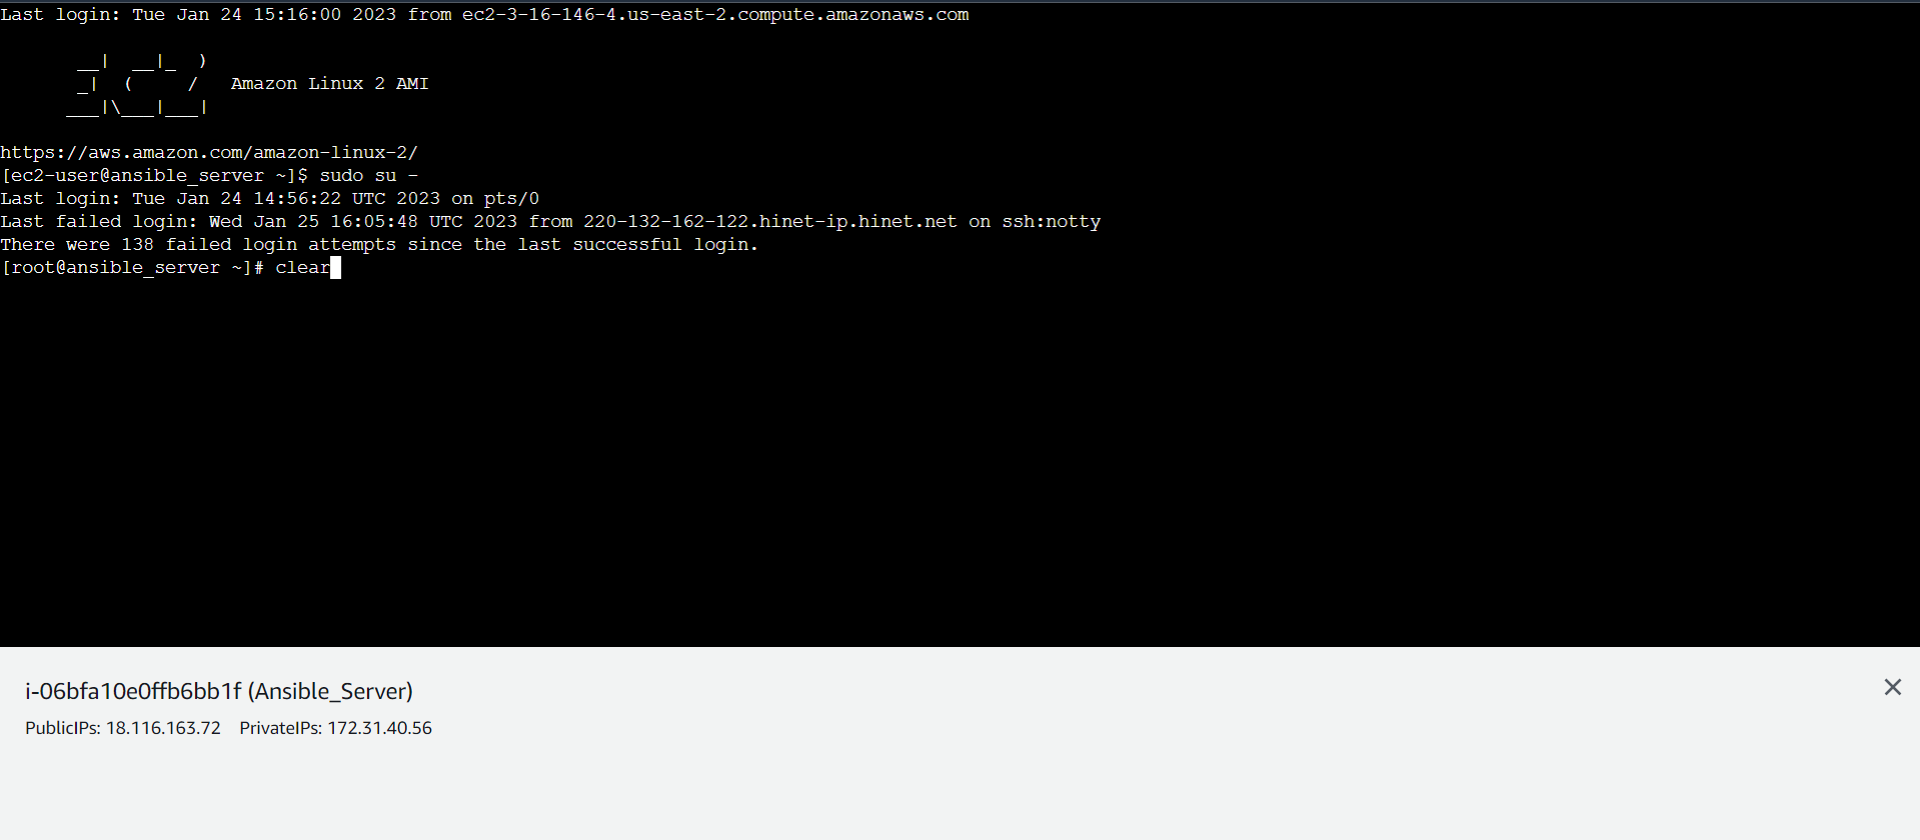 Last login: Tue Jan 24 15:16:00 2023 from ec2-3-16-146-4.us-east-2.compute.amazonaws.com
       __|  __|_  )
       _|  (     /   Amazon Linux 2 AMI
      ___|\___|___|
https://aws.amazon.com/amazon-linux-2/
[ec2-user@ansible_server ~]$ sudo su -
Last login: Tue Jan 24 14:56:22 UTC 2023 on pts/0
Last failed login: Wed Jan 25 16:05:48 UTC 2023 from 220-132-162-122.hinet-ip.hinet.net on ssh:notty
There were 138 failed login attempts since the last successful login.
[root@ansible_server ~]# clear
i-06bfa10e0ffb6bb1f (Ansible_Server)
PublicIPs: 18.116.163.72    PrivateIPs: 172.31.40.56